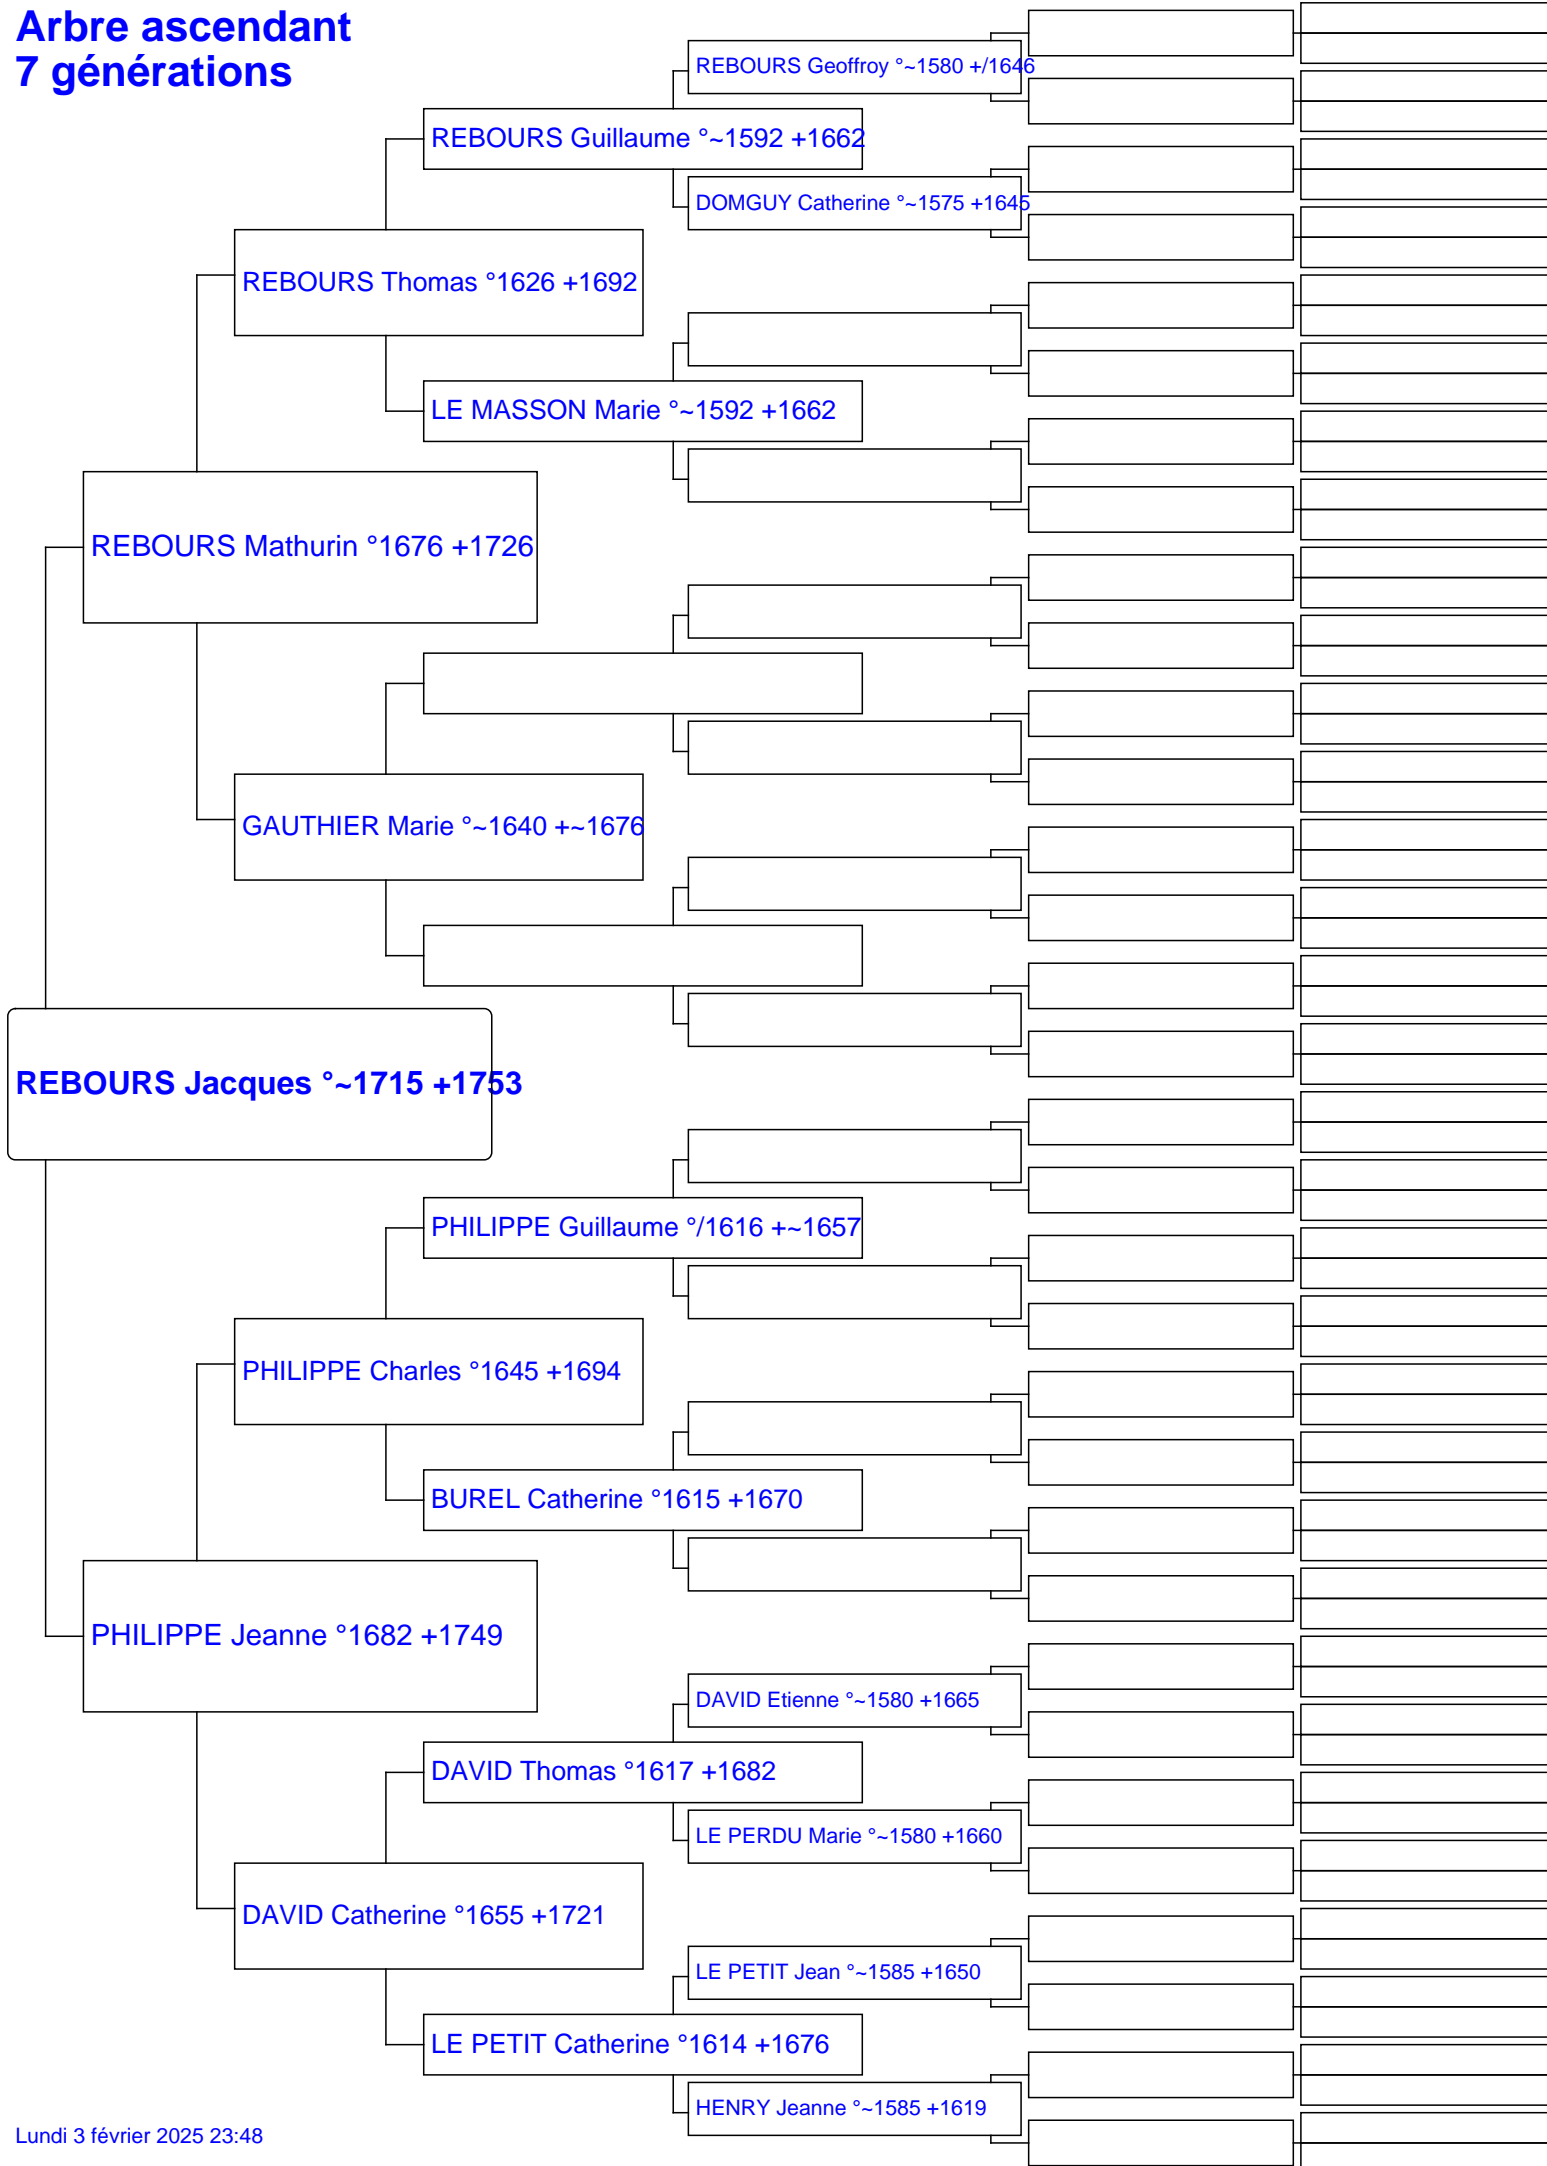 Arbre ascendant
7 générations
REBOURS Geoffroy °~1580 +/1646
REBOURS Guillaume °~1592 +1662
DOMGUY Catherine °~1575 +1645
REBOURS Thomas °1626 +1692
LE MASSON Marie °~1592 +1662
REBOURS Mathurin °1676 +1726
GAUTHIER Marie °~1640 +~1676
REBOURS Jacques °~1715 +1753
PHILIPPE Guillaume °/1616 +~1657
PHILIPPE Charles °1645 +1694
BUREL Catherine °1615 +1670
PHILIPPE Jeanne °1682 +1749
DAVID Etienne °~1580 +1665
DAVID Thomas °1617 +1682
LE PERDU Marie °~1580 +1660
DAVID Catherine °1655 +1721
LE PETIT Jean °~1585 +1650
LE PETIT Catherine °1614 +1676
HENRY Jeanne °~1585 +1619
Lundi 3 février 2025 23:48